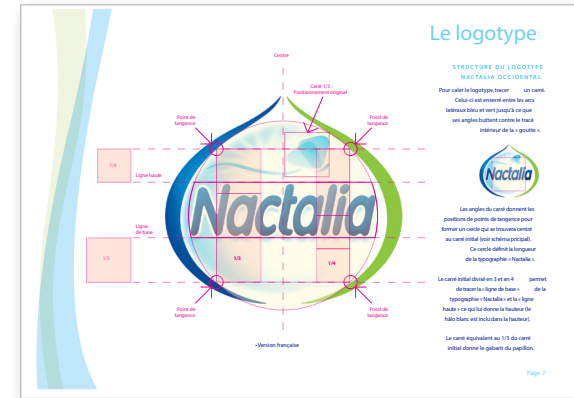 Le logotype
STRUCTURE DU LOGOTYPE
NACTALIA OCCIDENTAL
Pour caler le logotype, tracer un carré.
Celui-ci est enserré entre les arcs
latéraux bleu et vert jusqu'à ce que
ses angles buttent contre le tracé
intérieur de la « goutte ».
Nactalia
Les angles du carré donnent les
positions de points de tangence pour
former un cercle qui se trouvera centré
au carré initial (voir schéma pricipal).
Ce cercle définit la longueur
de la typographie « Nactalia ».
Le carré initial divisé en 3 et en 4 permet
de tracer la « ligne de base » de la
typographie « Nactalia » et la « ligne
haute » ce qui lui donne la hauteur (le
hâlo blanc est inclu dans la hauteur).
Le carré équivalent au 1/3 du carré
initial donne le gabarit du papillon.
Centre
Carré 1/5 :
Positionnement original
Point de
tangence
Point de
tangence
1/4
Ligne haute
Nactalia
Ligne
de base
1/3
1/3
1/4
Point de
tangence
Point de
tangence
• Version française
Page 7